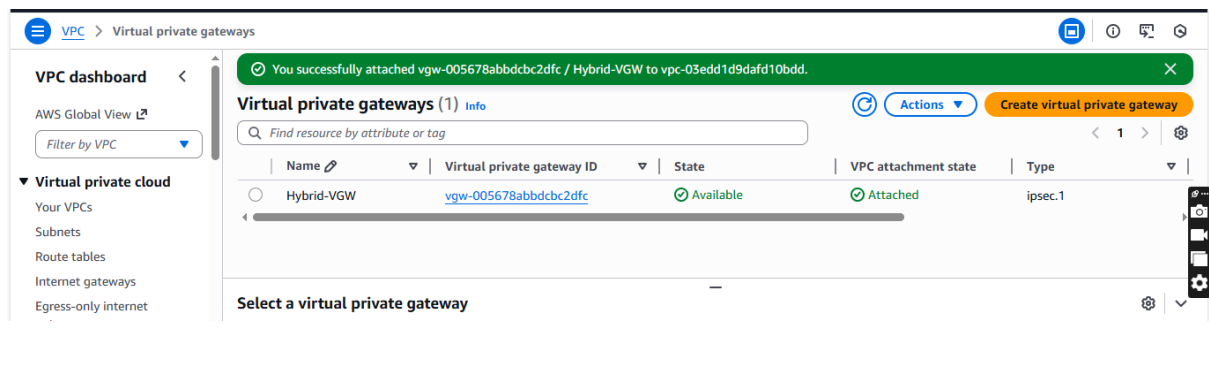 VPC > Virtual private gateways
VPC dashboard
AWS Global View
Filter by VPC
Virtual private cloud
Your VPCs
Subnets
Route tables
Internet gateways
Egress-only internet
You successfully attached vgw-005678abbdcbc2dfc / Hybrid-VGW to vpc-03edd1d9dafd10bdd.
Virtual private gateways (1) Info
Actions
Create virtual private gateway
Find resource by attribute or tag
1
Name Virtual private gateway ID State VPC attachment state Type
Hybrid-VGW vgw-005678abbdcbc2dfc Available Attached ipsec.1
Select a virtual private gateway